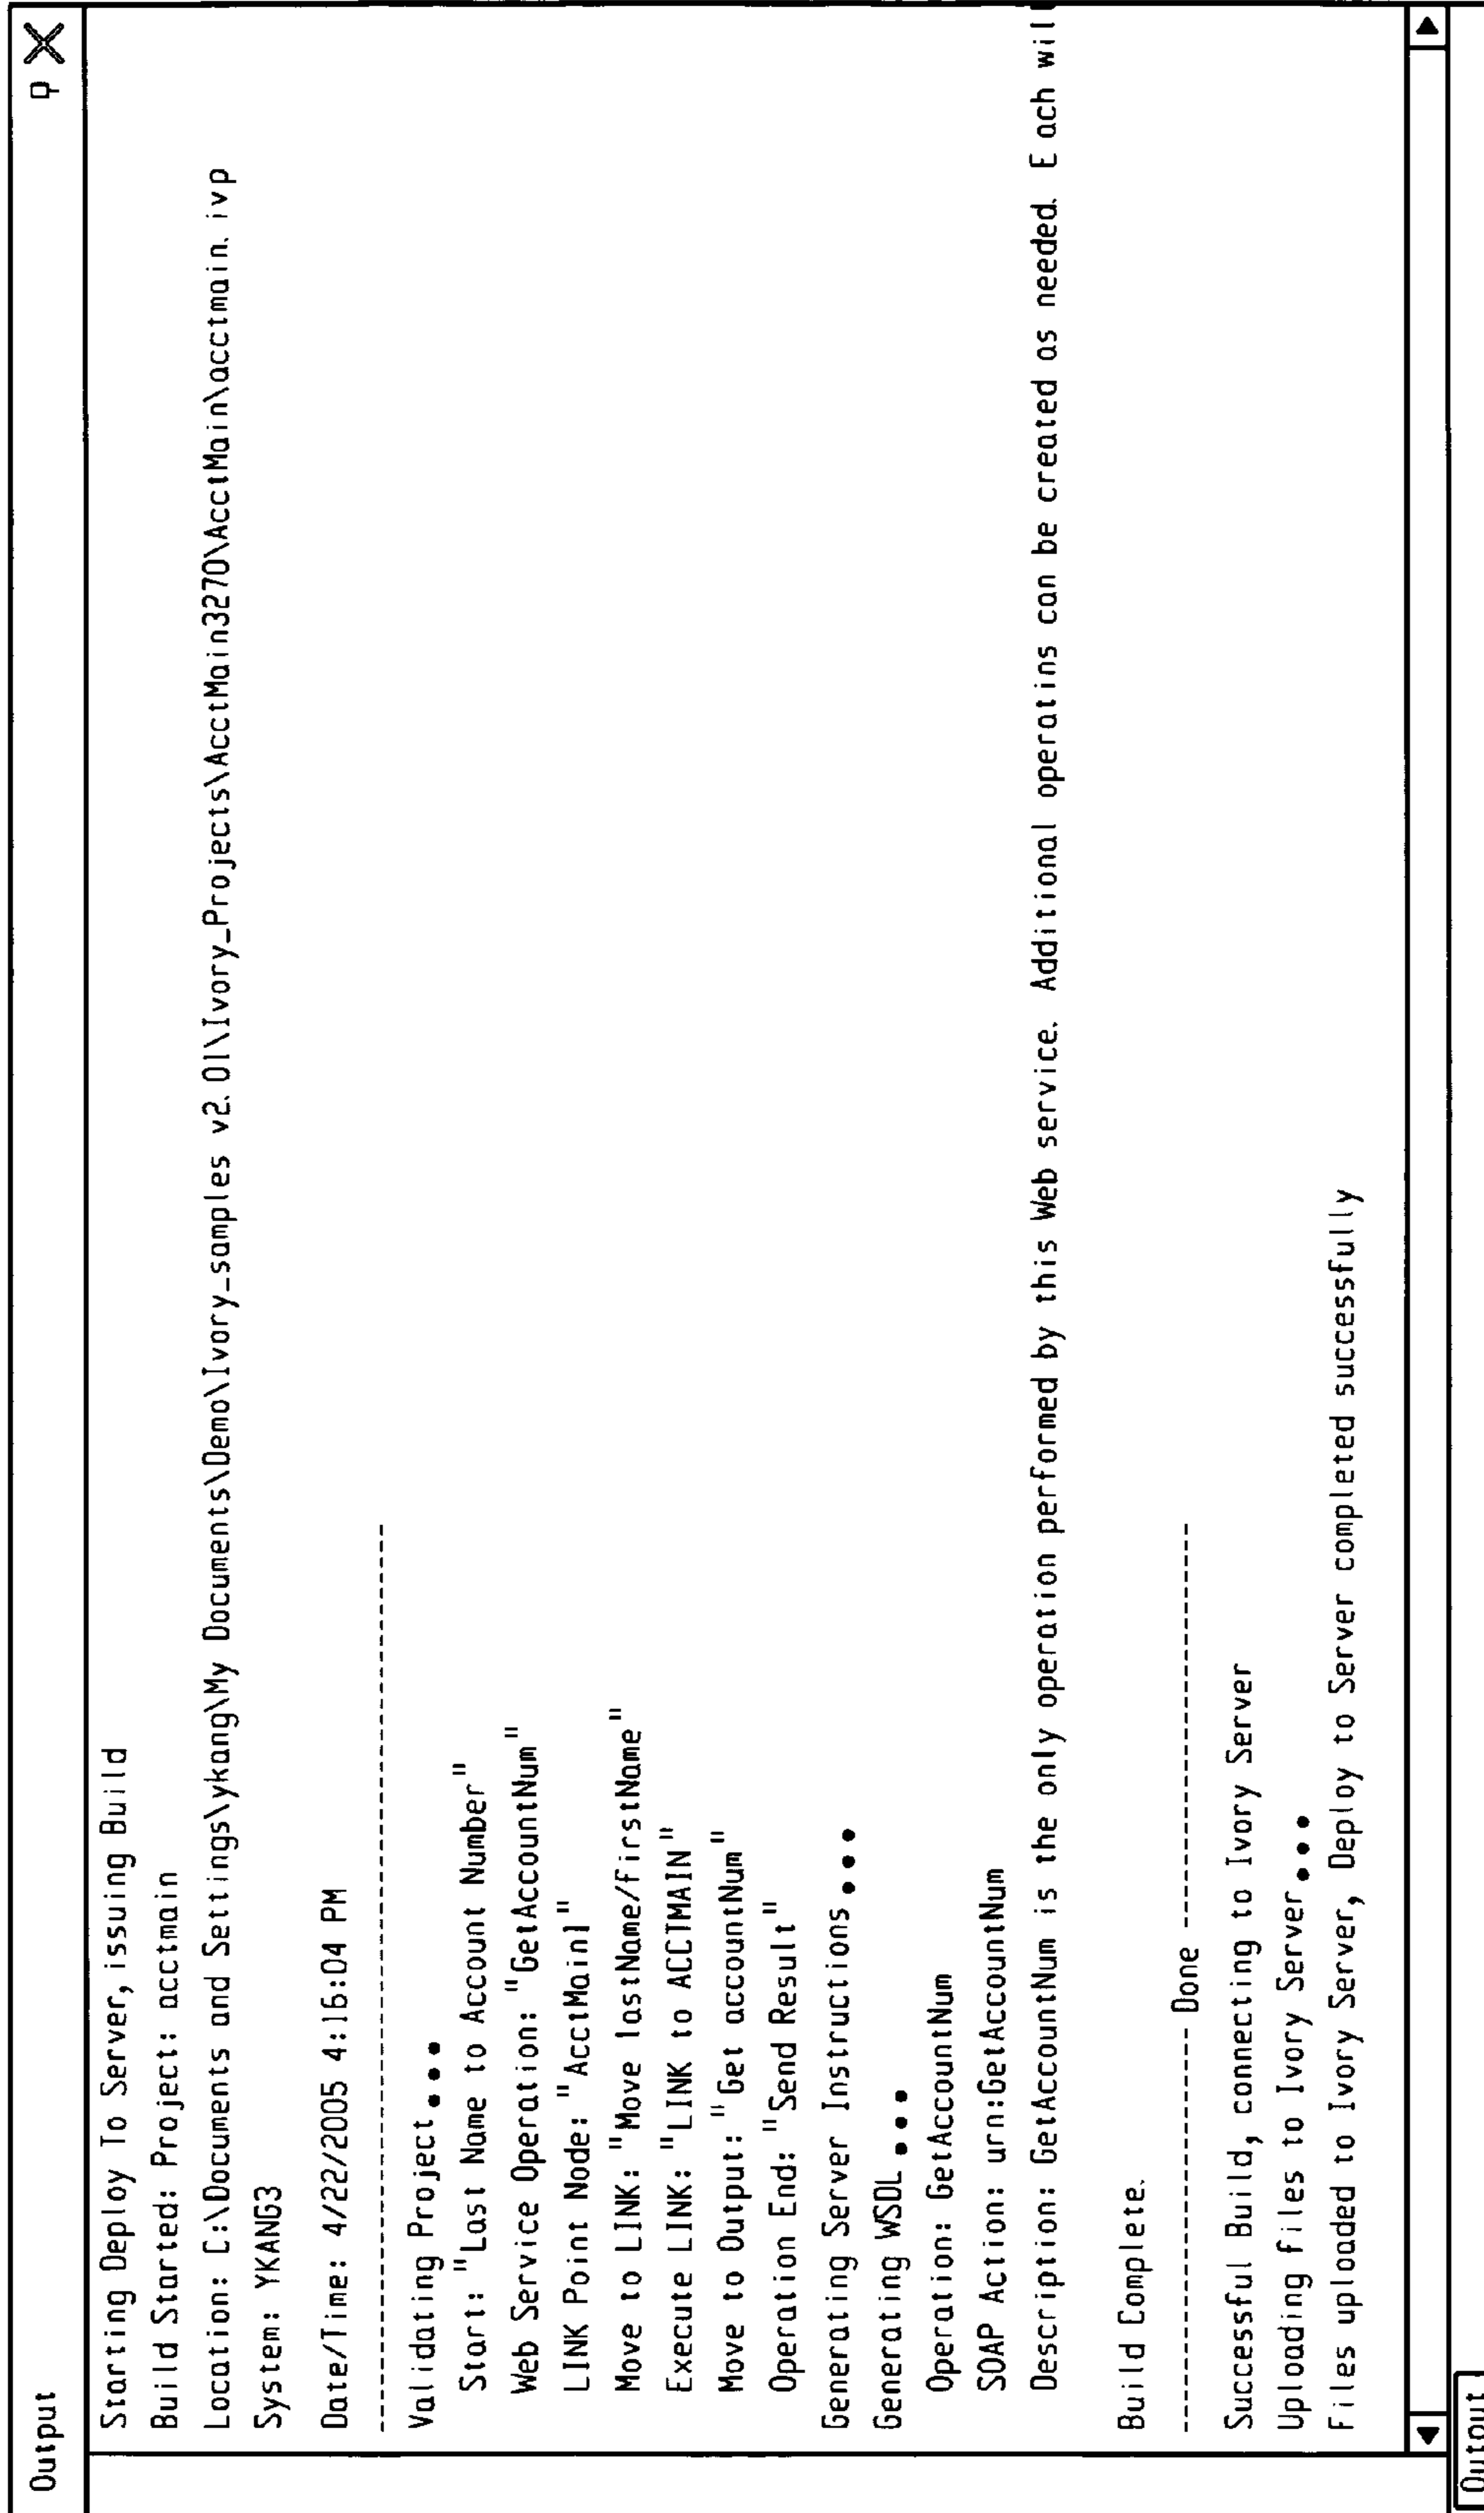 Output
Starting Deploy To Server, issuing Build
Build Started: Project: acctmain
Location: C:\Documents and Settings\ykang\My Documents\Demo\Ivory-samples v2.01\Ivory_Projects\AcctMain3270\AcctMain\acctmain.ivp
System: YKANG3
Date/Time: 4/22/2005 4:16:04 PM
--------------------------------------------------
Validating Project...
Start: "Last Name to Account Number"
Web Service Operation: "GetAccountNum"
LINK Point Node: "AcctMain1"
Move to LINK: "Move lastName/firstName"
Execute LINK: "LINK to ACCTMAIN"
Move to Output: "Get accountNum"
Operation End: "Send Result"
Generating Server Instructions...
Generating WSDL ...
Operation: GetAccountNum
SOAP Action: urn:GetAccountNum
Description: GetAccountNum is the only operation performed by this Web service. Additional operatins can be created as needed. E ach wil
Build Complete.
---------------------- Done ----------------------
Successful Build, connecting to Ivory Server
Uploading files to Ivory Server...
Files uploaded to Ivory Server, Deploy to Server completed successfully
Output